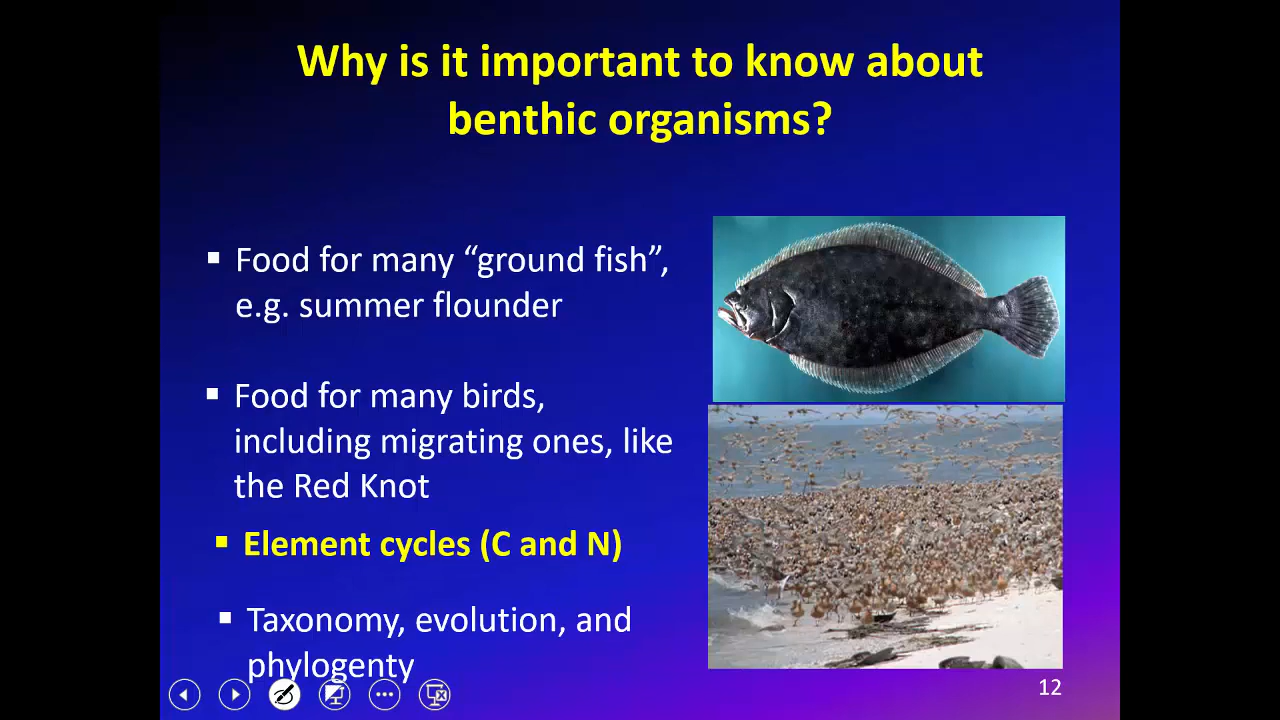 Why is it important to know about
benthic organisms?
▪ Food for many “ground fish”,
e.g. summer flounder
▪ Food for many birds,
including migrating ones, like
the Red Knot
▪ Element cycles (C and N)
▪ Taxonomy, evolution, and
phylogenty
12